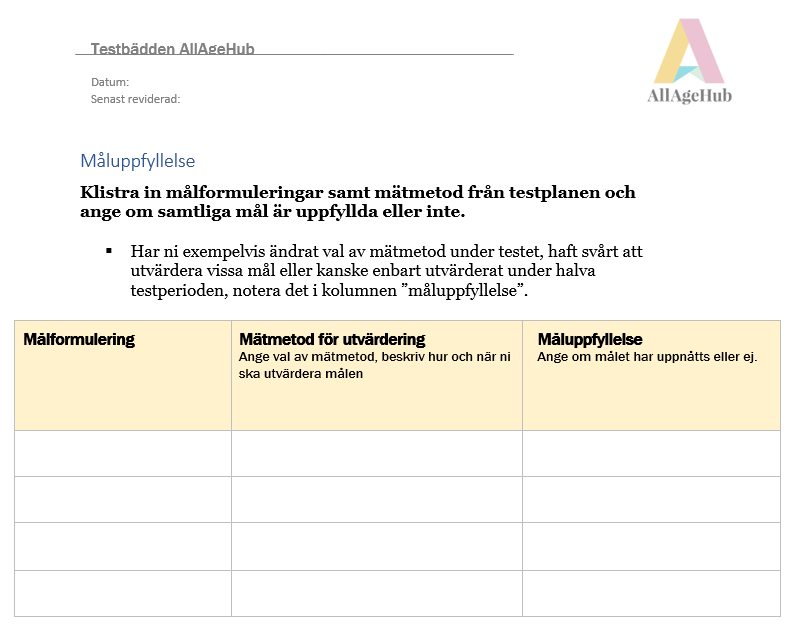 Testbädden AllAgeHub
AllAgeHub
Datum:
Senast reviderad:
Måluppfyllelse
Klistra in målformuleringar samt mätmetod från testplanen och
ange om samtliga mål är uppfyllda eller inte.
▪ Har ni exempelvis ändrat val av mätmetod under testet, haft svårt att
utvärdera vissa mål eller kanske enbart utvärderat under halva
testperioden, notera det i kolumnen ”måluppfyllelse”.
Målformulering
Mätmetod för utvärdering
Ange val av mätmetod, beskriv hur och när ni
ska utvärdera målen
Måluppfyllelse
Ange om målet har uppnåtts eller ej.